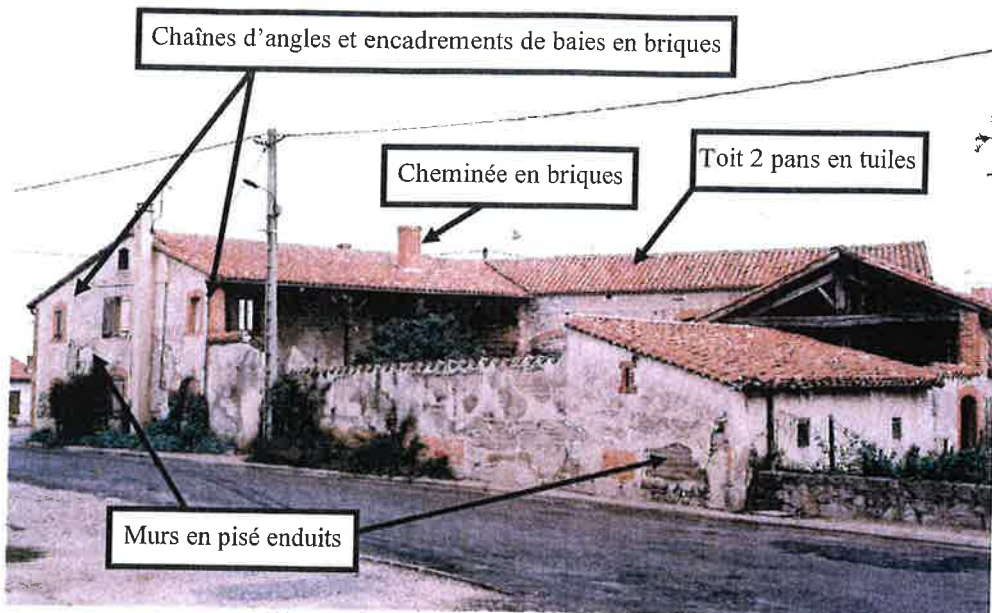 Chaînes d'angles et encadrements de baies en briques
Cheminée en briques
Toit 2 pans en tuiles
Murs en pisé enduits